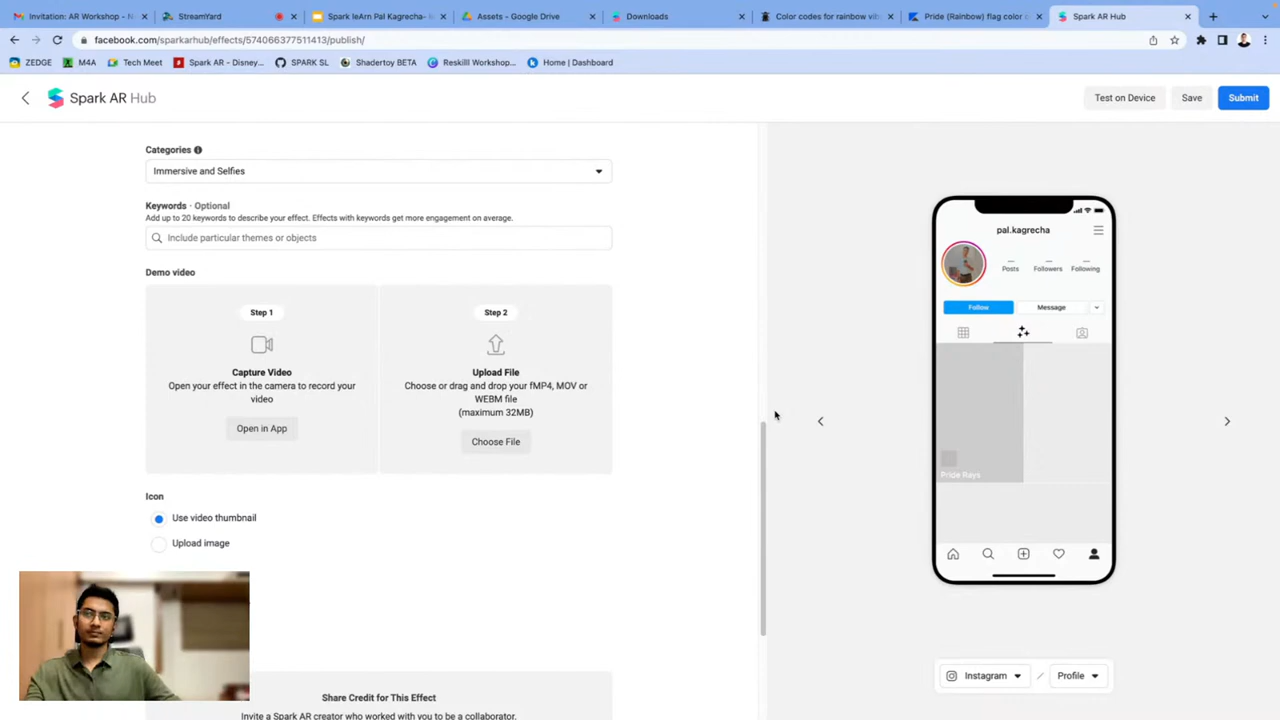 Invitation: AR Workshop - N
StreamYard
Spark leArn Pal Kagrecha-
Assets - Google Drive
Downloads
Color codes for rainbow vib
Pride (Rainbow) flag color c
Spark AR Hub
facebook.com/sparkarhub/effects/574066377511413/publish/
ZEDGE
M4A
Tech Meet
Spark AR - Disney...
SPARK SL
Shadertoy BETA
Reskilll Workshop...
Home | Dashboard
Spark AR Hub
Test on Device
Save
Submit
Categories
Immersive and Selfies
Keywords · Optional
Add up to 20 keywords to describe your effect. Effects with keywords get more engagement on average.
Include particular themes or objects
Demo video
Step 1
Capture Video
Open your effect in the camera to record your
video
Open in App
Step 2
Upload File
Choose or drag and drop your fMP4, MOV or
WEBM file
(maximum 32MB)
Choose File
Icon
Use video thumbnail
Upload image
Share Credit for This Effect
Invite a Spark AR creator who worked with you to be a collaborator.
pal.kagrecha
Posts
Followers
Following
Follow
Message
Pride Rays
Instagram
Profile